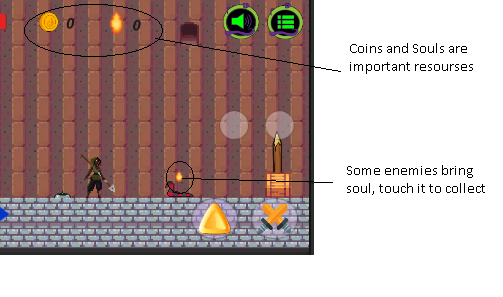 0 0
Coins and Souls are
important resourses
Some enemies bring
soul, touch it to collect